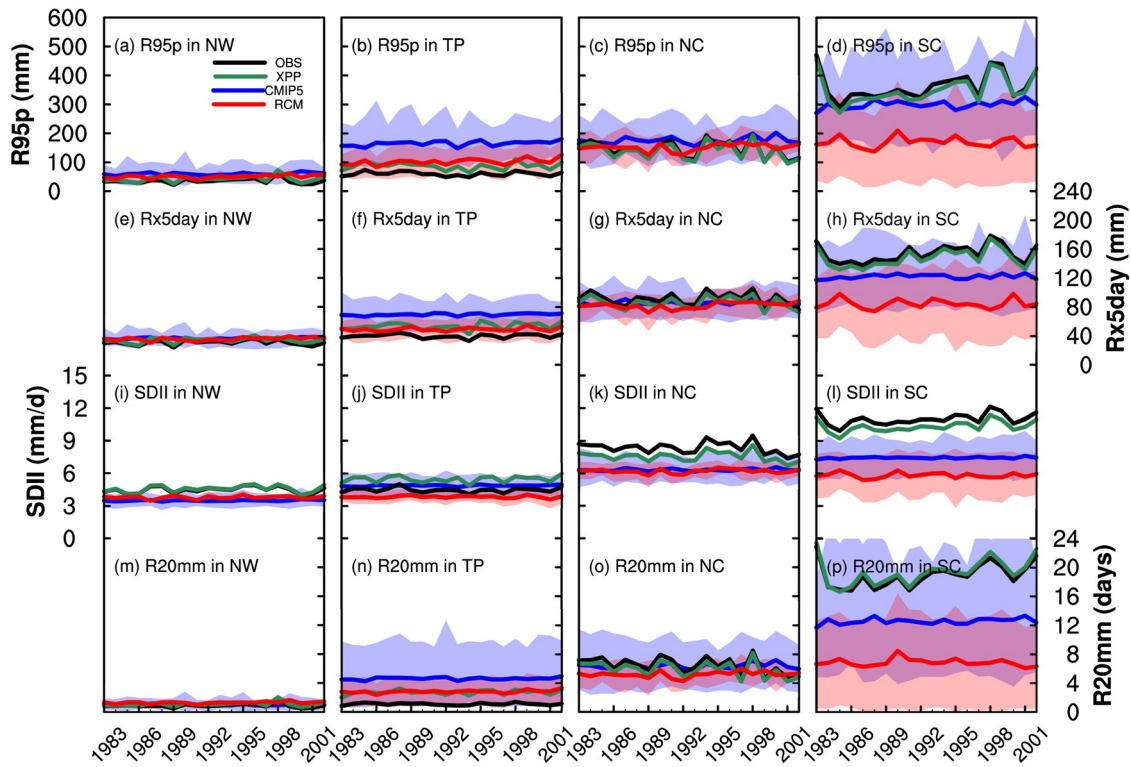 600
500
400
300
200
100
0
R95p (mm)
(a) R95p in NW
OBS
XPP
CMIP5
RCM
(b) R95p in TP
(c) R95p in NC
(d) R95p in SC
(e) Rx5day in NW
(f) Rx5day in TP
(g) Rx5day in NC
(h) Rx5day in SC
240
200
160
120
80
40
0
Rx5day (mm)
15
12
9
6
3
0
SDII (mm/d)
(i) SDII in NW
(j) SDII in TP
(k) SDII in NC
(l) SDII in SC
(m) R20mm in NW
(n) R20mm in TP
(o) R20mm in NC
(p) R20mm in SC
24
20
16
12
8
4
0
R20mm (days)
1983 1986 1989 1992 1995 1998 2001
1983 1986 1989 1992 1995 1998 2001
1983 1986 1989 1992 1995 1998 2001
1983 1986 1989 1992 1995 1998 2001